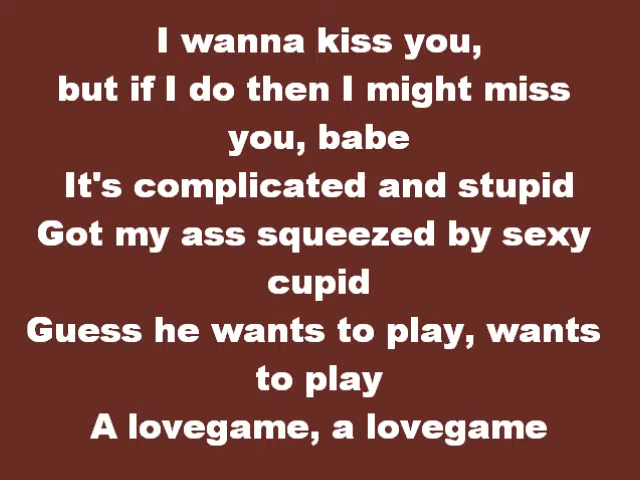 I wanna kiss you,
but if I do then I might miss
you, babe
It's complicated and stupid
Got my ass squeezed by sexy
cupid
Guess he wants to play, wants
to play
A lovegame, a lovegame